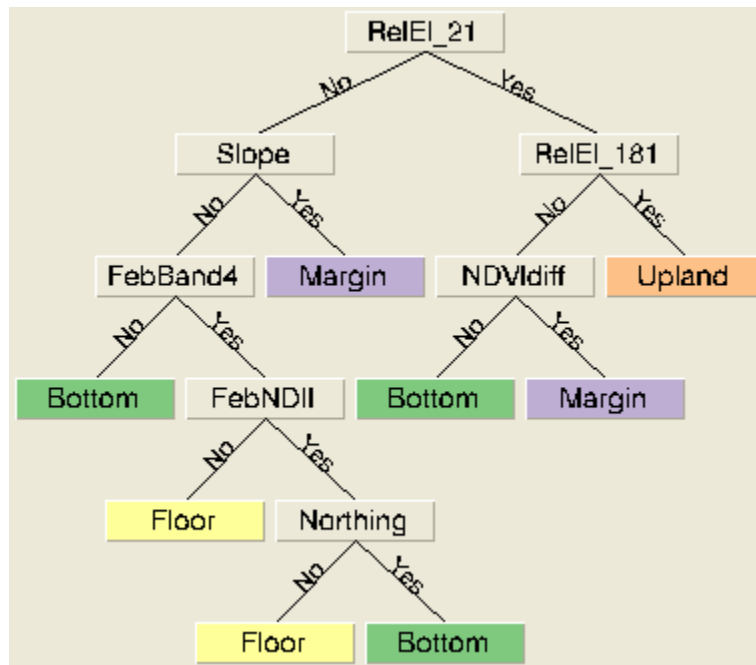 RelEl_21
No Yes
Slope RelEl_181
No Yes No Yes
FebBand4 Margin NDVIdiff Upland
No Yes No Yes
Bottom FebNDII Bottom Margin
No Yes
Floor Northing
No Yes
Floor Bottom